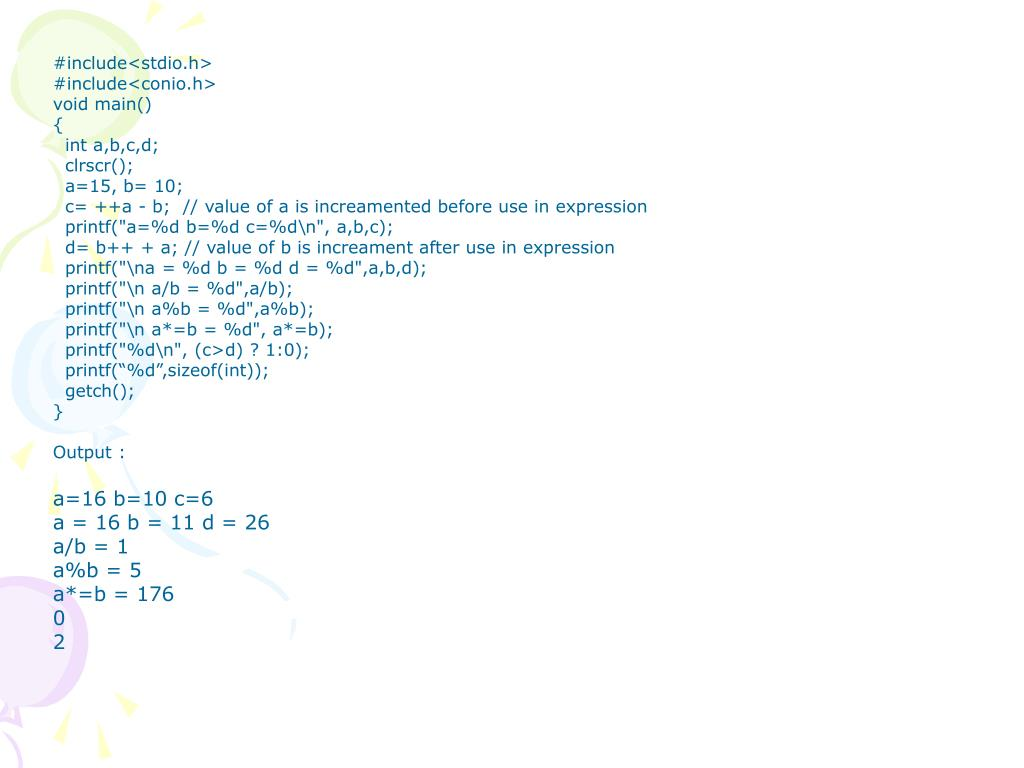 #include<stdio.h>
#include<conio.h>
void main()
{
int a,b,c,d;
clrscr();
a=15, b= 10;
c= ++a - b;  // value of a is increamented before use in expression
printf("a=%d b=%d c=%d\n", a,b,c);
d= b++ + a; // value of b is increament after use in expression
printf("\na = %d b = %d d = %d",a,b,d);
printf("\n a/b = %d",a/b);
printf("\n a%b = %d",a%b);
printf("\n a*=b = %d", a*=b);
printf("%d\n", (c>d) ? 1:0);
printf(“%d”,sizeof(int));
getch();
}
Output :
a=16 b=10 c=6
a = 16 b = 11 d = 26
a/b = 1
a%b = 5
a*=b = 176
0
2